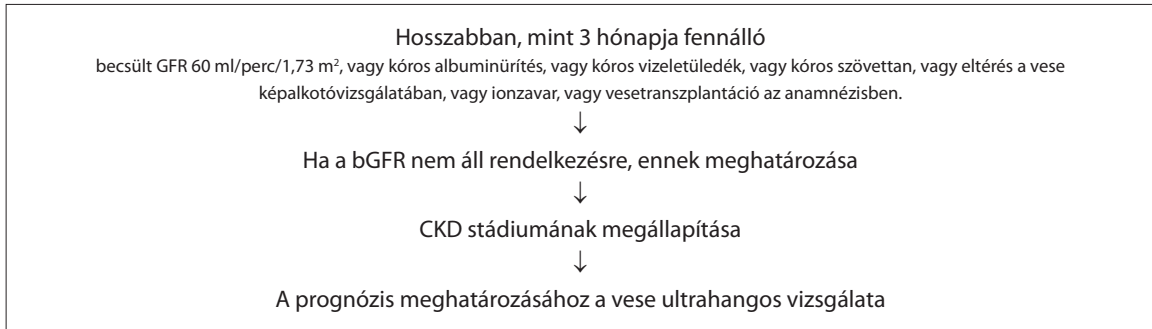 Hosszabban, mint 3 hónapja fennálló
becsült GFR 60 ml/perc/1,73 m², vagy kóros albuminürítés, vagy kóros vizeletüledék, vagy kóros szövettan, vagy eltérés a vese
képalkotóvizsgálatában, vagy ionzavar, vagy vesetranszplantáció az anamnézisben.
↓
Ha a bGFR nem áll rendelkezésre, ennek meghatározása
↓
CKD stádiumának megállapítása
↓
A prognózis meghatározásához a vese ultrahangos vizsgálata